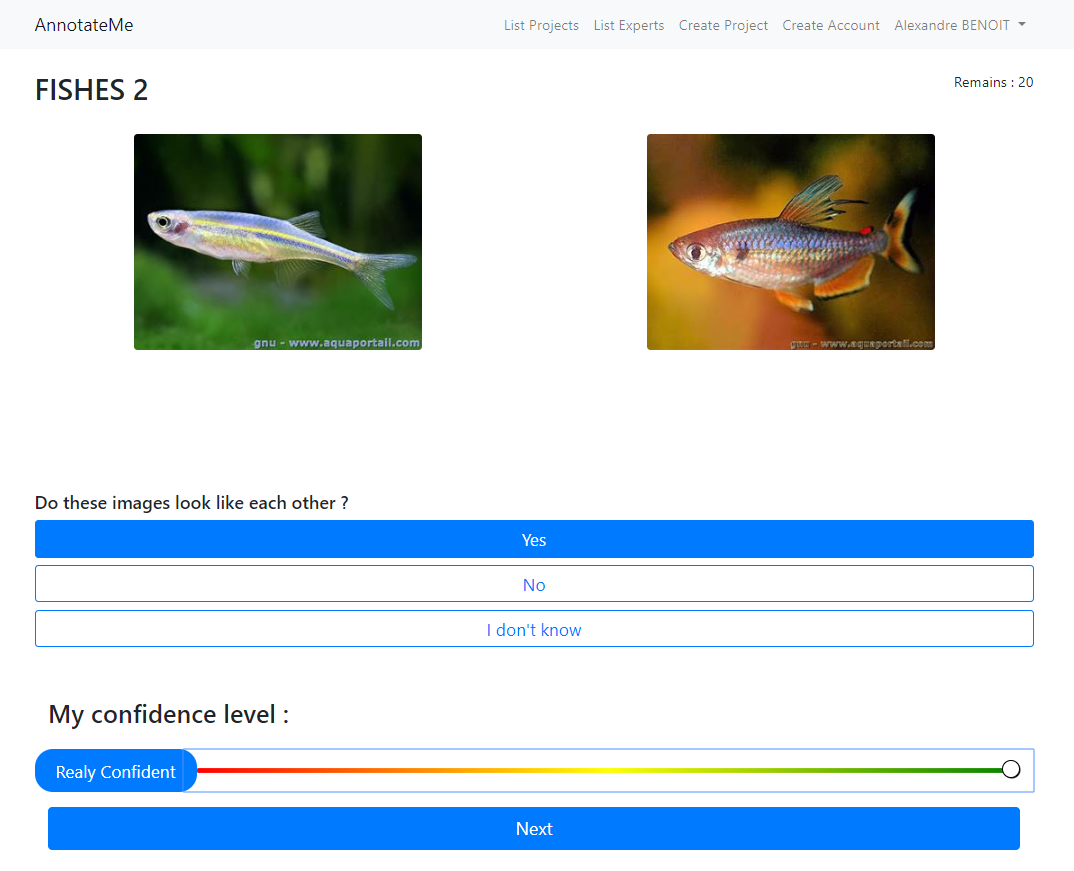 AnnotateMe
List Projects List Experts Create Project Create Account Alexandre BENOIT
FISHES 2
Remains : 20
gnu - www.aquaportail.com
gnu - www.aquaportail.com
Do these images look like each other ?
Yes
No
I don't know
My confidence level :
Realy Confident
Next